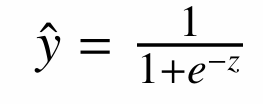 ŷ = 1/(1+e^{-z})